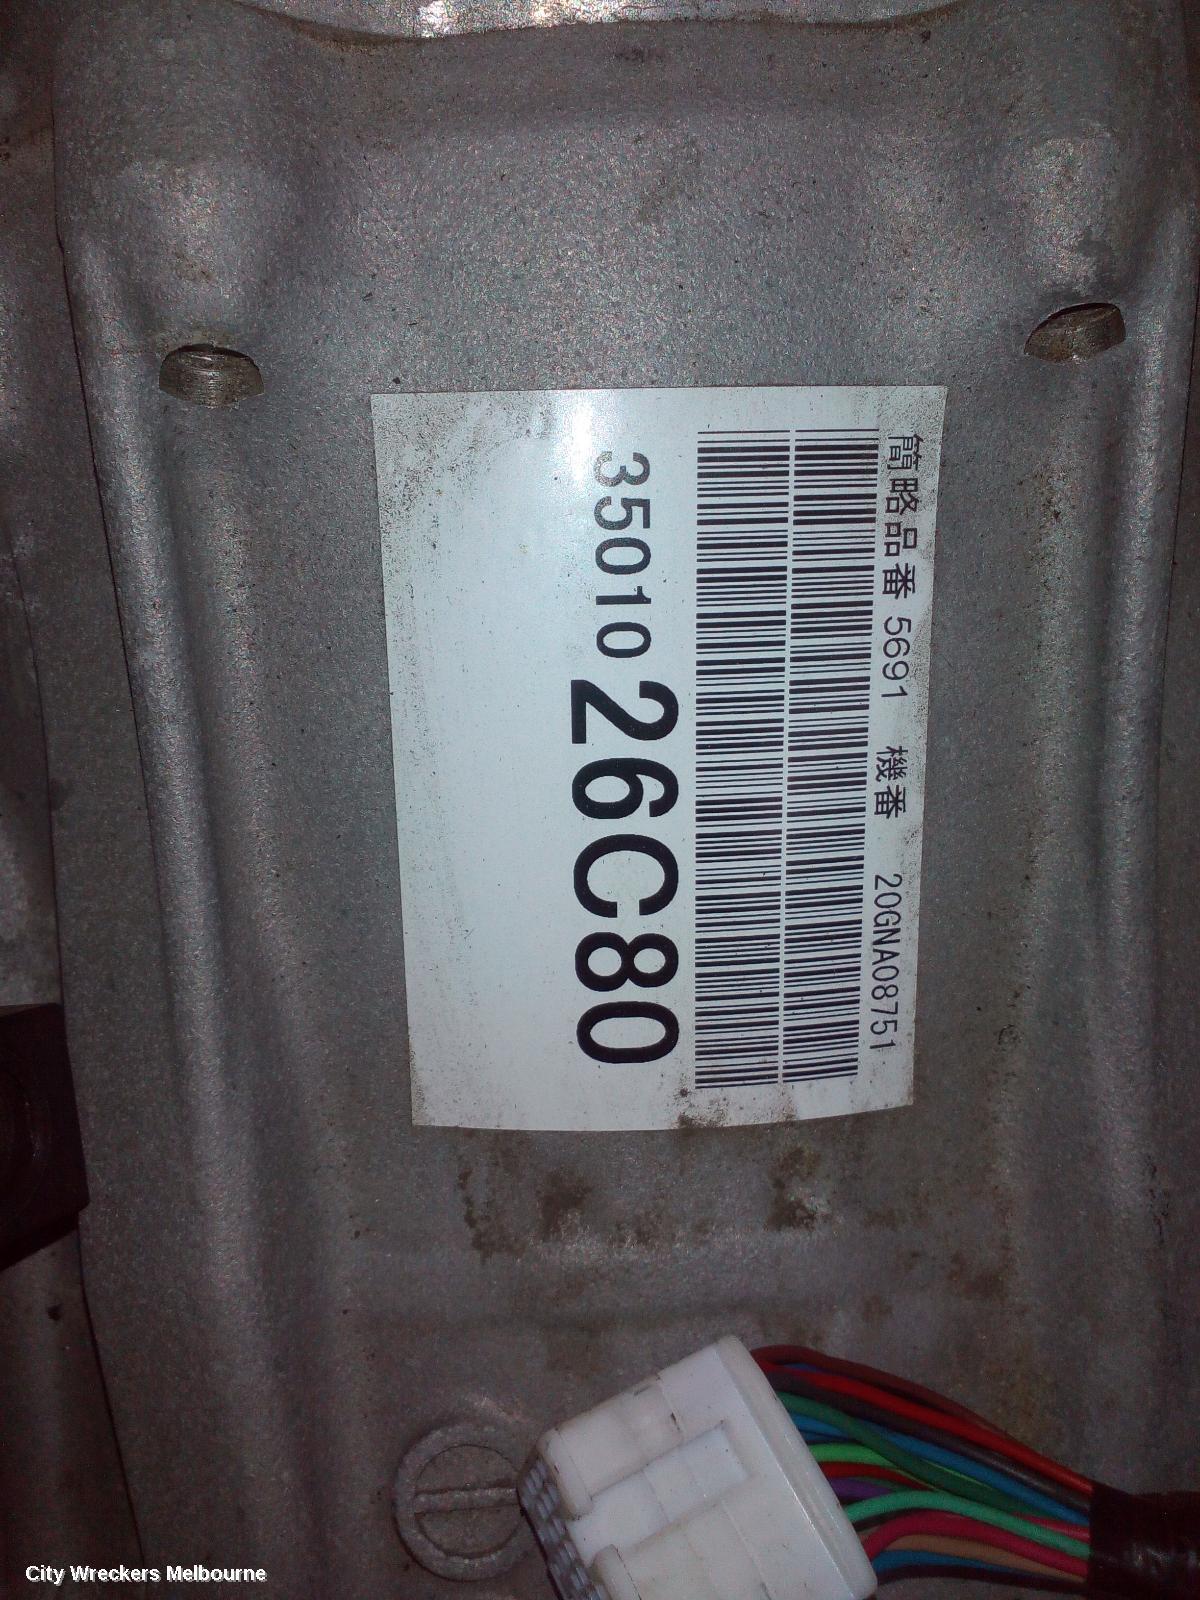 簡略品番 5691 機番 20GNA08751
35010 26C80
City Wreckers Melbourne